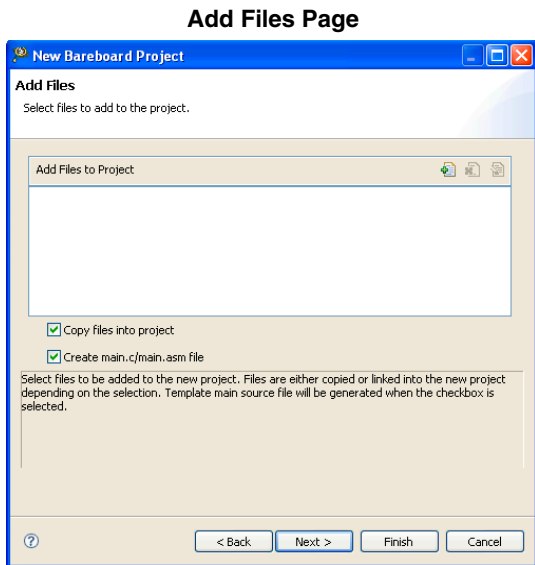 Add Files Page
New Bareboard Project
Add Files
Select files to add to the project.
Add Files to Project
Copy files into project
Create main.c/main.asm file
Select files to be added to the new project. Files are either copied or linked into the new project
depending on the selection. Template main source file will be generated when the checkbox is
selected.
? < Back Next > Finish Cancel